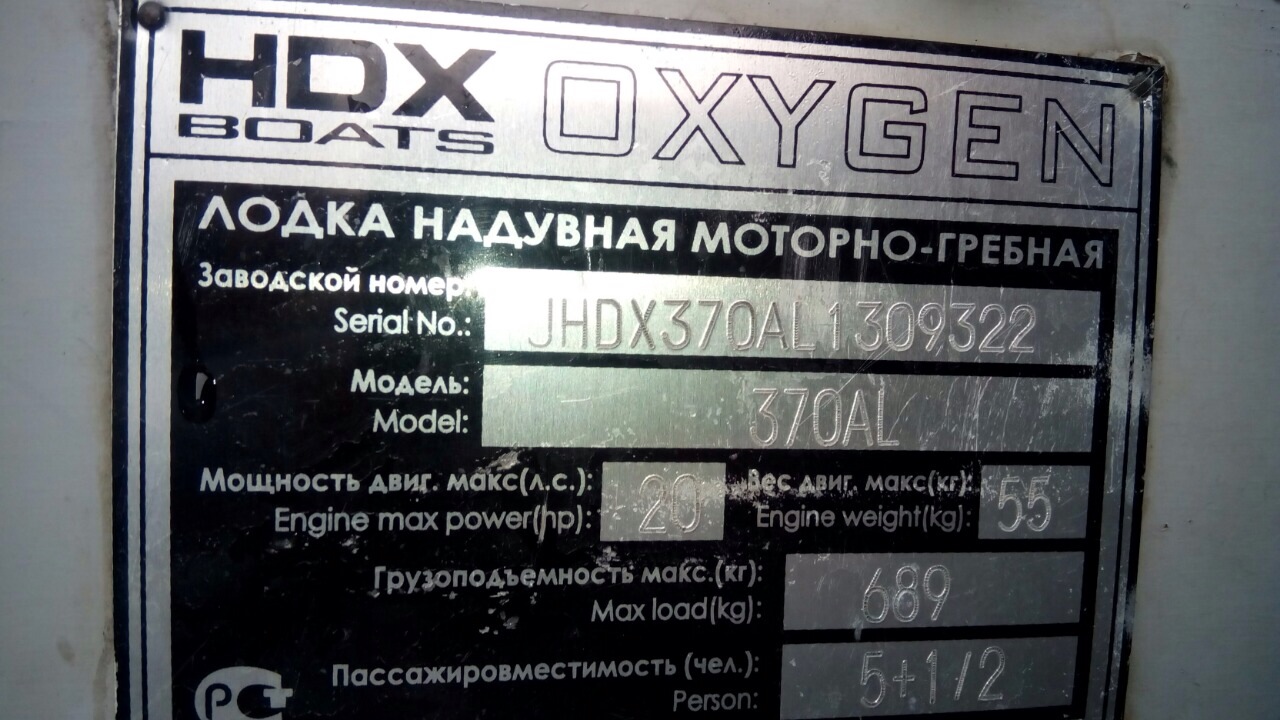 HDX
BOATS
OXYGEN
ЛОДКА НАДУВНАЯ МОТОРНО-ГРЕБНАЯ
Заводской номер:
Serial No.: JHDX370AL1309322
Модель:
Model: 370AL
Мощность двиг. макс(л.с.):
Engine max power(hp): 20
Вес двиг. макс(кг):
Engine weight(kg): 55
Грузоподъемность макс.(кг):
Max load(kg): 689
Пассажировместимость (чел.):
Person: 5+1/2